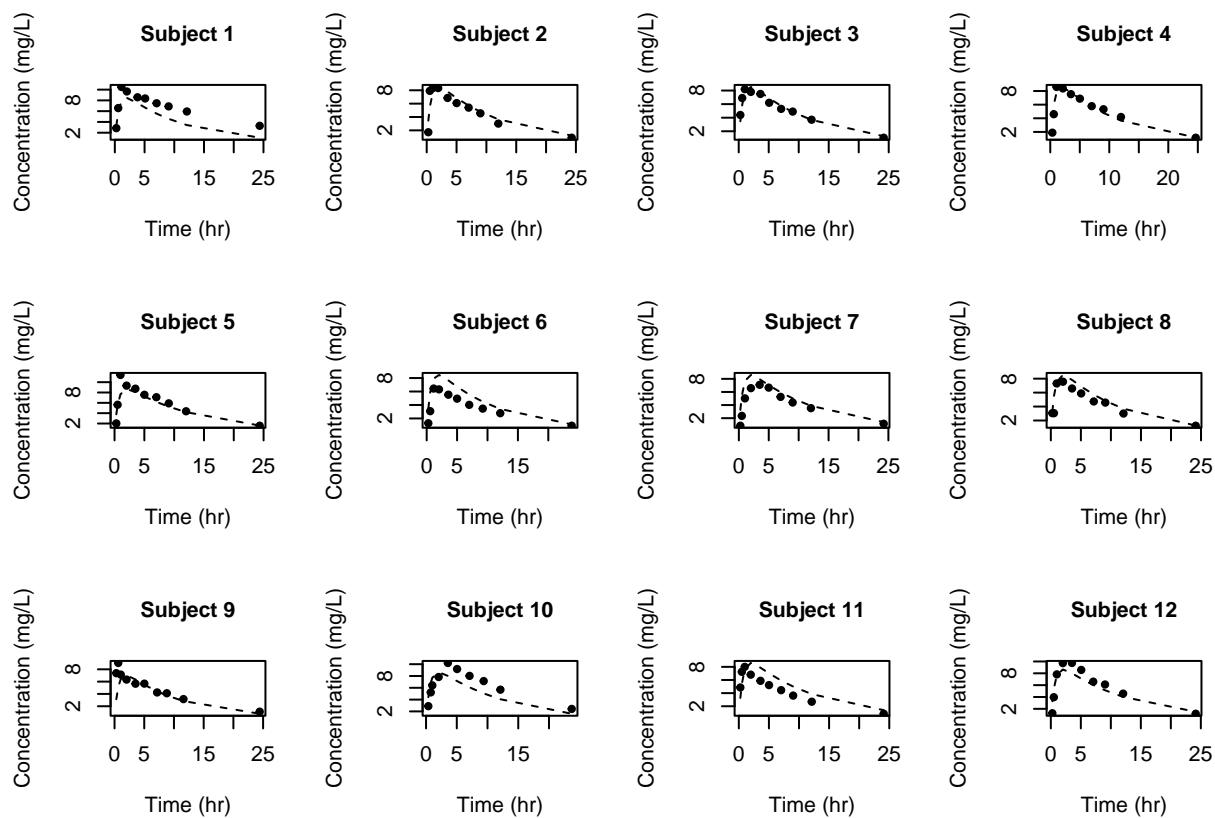 Subject 1
Concentration (mg/L)
8
2
0 5 15 25
Time (hr)
Subject 2
Concentration (mg/L)
8
2
0 5 15 25
Time (hr)
Subject 3
Concentration (mg/L)
8
2
0 5 15 25
Time (hr)
Subject 4
Concentration (mg/L)
8
2
0 10 20
Time (hr)
Subject 5
Concentration (mg/L)
8
2
0 5 15 25
Time (hr)
Subject 6
Concentration (mg/L)
8
2
0 5 15
Time (hr)
Subject 7
Concentration (mg/L)
8
2
0 5 15 25
Time (hr)
Subject 8
Concentration (mg/L)
8
2
0 5 15 25
Time (hr)
Subject 9
Concentration (mg/L)
8
2
0 5 15 25
Time (hr)
Subject 10
Concentration (mg/L)
8
2
0 5 15
Time (hr)
Subject 11
Concentration (mg/L)
8
2
0 5 15 25
Time (hr)
Subject 12
Concentration (mg/L)
8
2
0 5 15 25
Time (hr)